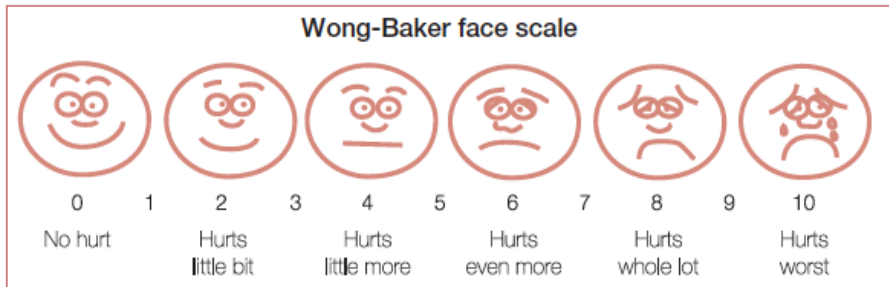 Wong-Baker face scale
0 1 2 3 4 5 6 7 8 9 10
No hurt Hurts Hurts Hurts Hurts Hurts
little bit little more even more whole lot worst